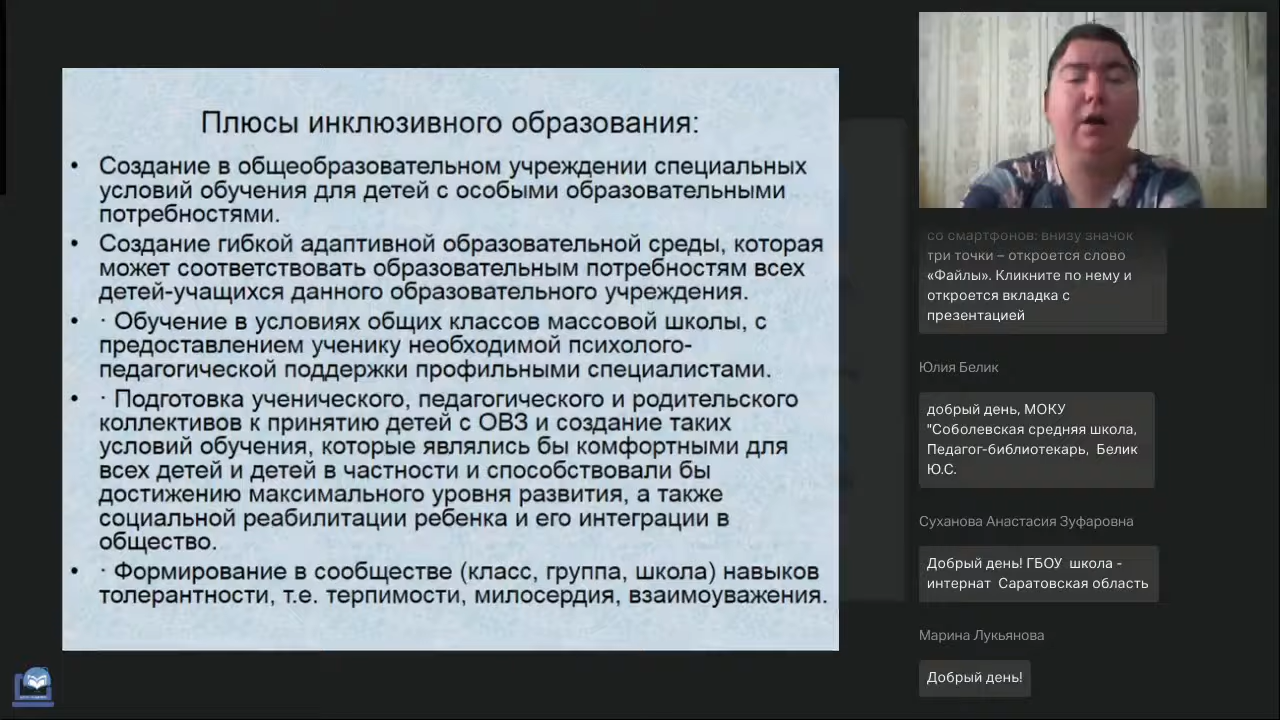 Плюсы инклюзивного образования:
• Создание в общеобразовательном учреждении специальных
условий обучения для детей с особыми образовательными
потребностями.
• Создание гибкой адаптивной образовательной среды, которая
может соответствовать образовательным потребностям всех
детей-учащихся данного образовательного учреждения.
• · Обучение в условиях общих классов массовой школы, с
предоставлением ученику необходимой психолого-
педагогической поддержки профильными специалистами.
• · Подготовка ученического, педагогического и родительского
коллективов к принятию детей с ОВЗ и создание таких
условий обучения, которые являлись бы комфортными для
всех детей и детей в частности и способствовали бы
достижению максимального уровня развития, а также
социальной реабилитации ребенка и его интеграции в
общество.
• · Формирование в сообществе (класс, группа, школа) навыков
толерантности, т.е. терпимости, милосердия, взаимоуважения.
со смартфонов: внизу значок
три точки – откроется слово
«Файлы». Кликните по нему и
откроется вкладка с
презентацией
Юлия Белик
добрый день, МОКУ
"Соболевская средняя школа,
Педагог-библиотекарь, Белик
Ю.С.
Суханова Анастасия Зуфаровна
Добрый день! ГБОУ школа -
интернат Саратовская область
Марина Лукьянова
Добрый день!